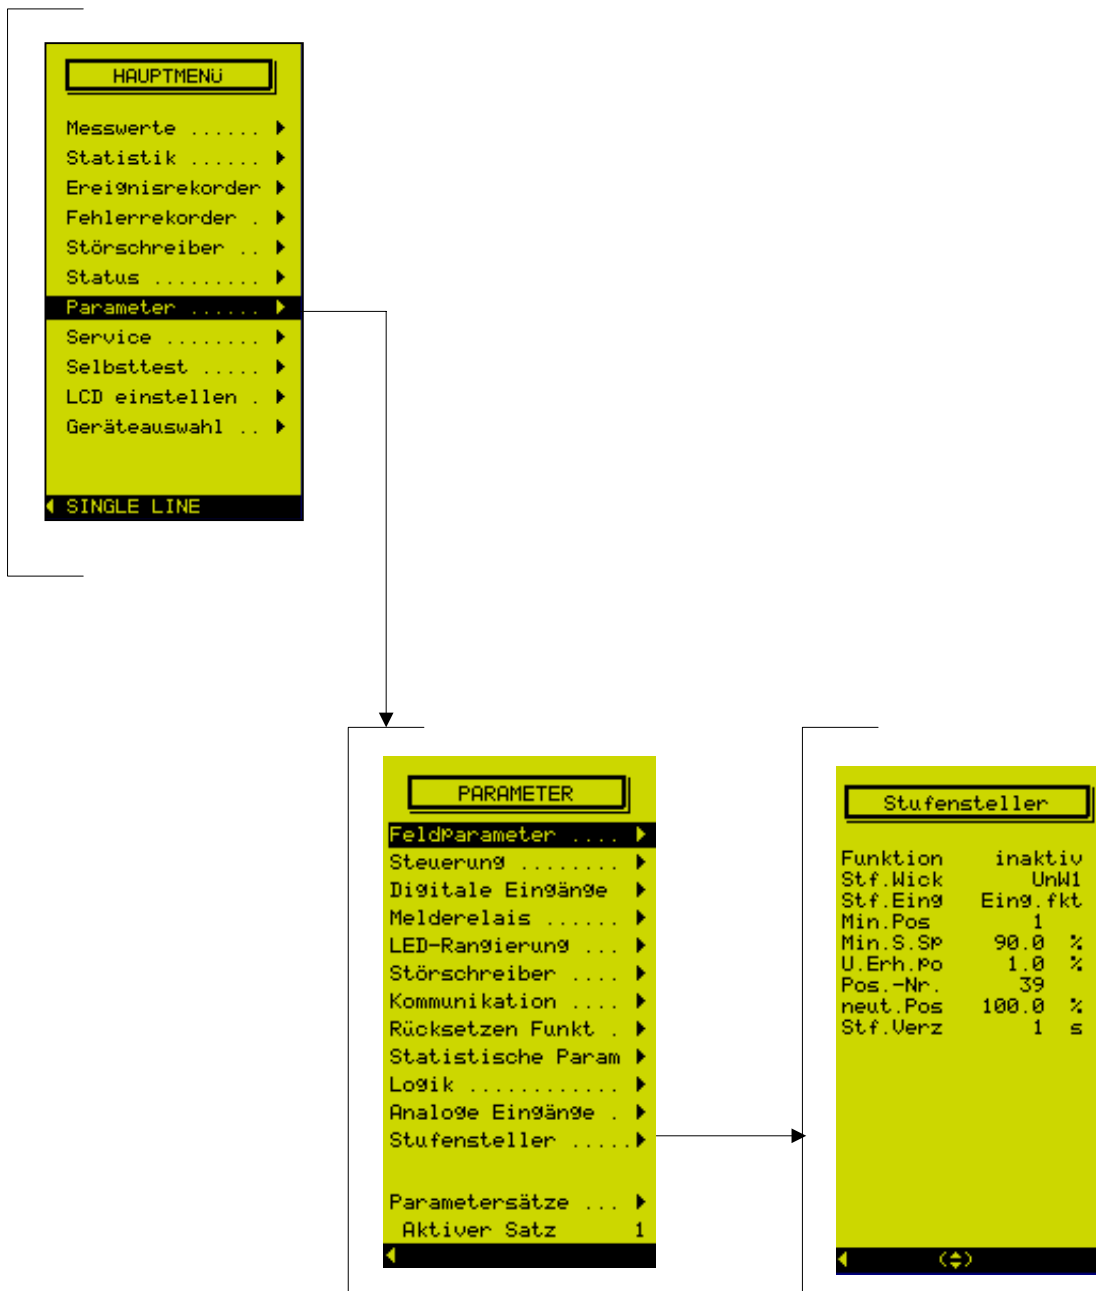 HAUPTMENÜ
Messwerte ...... ▶
Statistik ...... ▶
Ereignisrekorder ▶
Fehlerrekorder . ▶
Störschreiber .. ▶
Status ......... ▶
Parameter ...... ▶
Service ........ ▶
Selbsttest ..... ▶
LCD einstellen . ▶
Geräteauswahl .. ▶
◀ SINGLE LINE
PARAMETER
Feldparameter .... ▶
Steuerung ........ ▶
Digitale Eingänge ▶
Melderelais ...... ▶
LED-Rangierung ... ▶
Störschreiber .... ▶
Kommunikation .... ▶
Rücksetzen Funkt . ▶
Statistische Param ▶
Logik ............ ▶
Analoge Eingänge . ▶
Stufensteller .....▶
Parametersätze ... ▶
Aktiver Satz 1
◀
Stufensteller
Funktion inaktiv
Stf.Wick UnW1
Stf.Eing Eing.fkt
Min.Pos 1
Min.S.Sp 90.0 %
U.Erh.po 1.0 %
Pos.-Nr. 39
neut.Pos 100.0 %
Stf.Verz 1 s
◀ (♦)